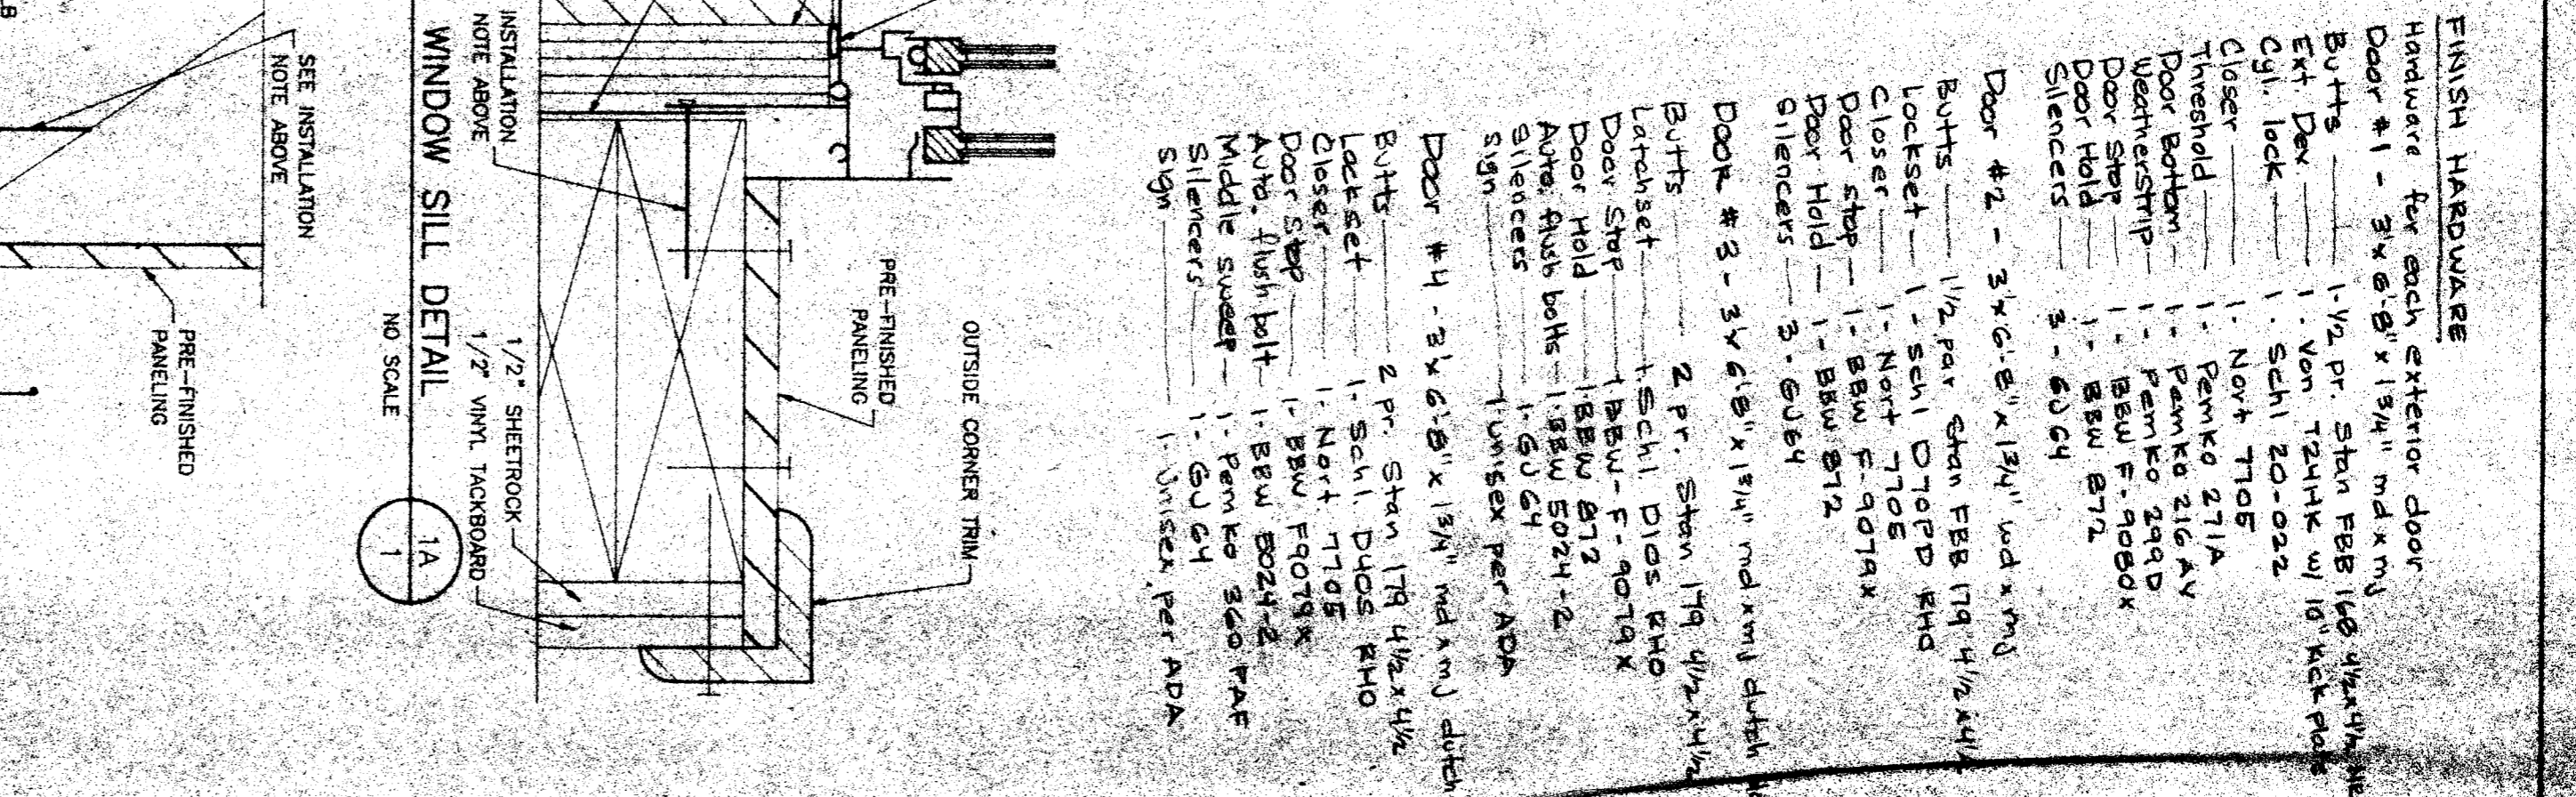 FINISH HARDWARE
Hardware for each exterior door
Door #1 - 3'x 6'-8" x 1 3/4" md x mj
Butts 1-1/2 pr. Stan FBB 168 4 1/2 x 4 1/2
Ext Dev. 1. Von T24HK w/ 10" kick plate
Cyl. lock 1. Schl 20-022
Closer 1- Nort 7705
Threshold 1- Pemko 271A
Door Bottom 1- Pemko 216 AV
Weatherstrip 1- Pemko 299D
Door Stop 1- BBW F-9080x
Door Hold 1- BBW 872
Silencers 3 - GJ 64
Door #2 - 3'x 6'-8" x 1 3/4" wd x mj
Butts 1 1/2 par Stan FBB 179 4 1/2 x 4 1/2
Lockset 1 - Schl D70PD RHO
Closer 1 - Nort 7705
Door stop 1- BBW F-9079x
Door Hold 1- BBW 872
Silencers 3 - GJ64
DOOR #3 - 3'x 6'8" x 1 3/4" md x mj dutch
Butts 2 pr. Stan 179 4 1/2 x 4 1/2
Latchset 1. Schl D10S RHO
Door Stop 1 BBW - F-9079x
Door Hold 1-BBW 872
Auto. flush bolts 1-BBW 5024-2
Silencers 1- GJ64
Sign 1-unisex per ADA
Door #4 - 3'x 6'-8" x 1 3/4" md x mj dutch
Butts 2 pr. Stan 179 4 1/2 x 4 1/2
Lockset 1- Schl. D40S RHO
Closer 1- Nort 7705
Door Stop 1- BBW F9079x
Auto. flush bolt 1- BBW 5024-2
Middle Sweep 1- Pemko 360 PAF
Silencers 1- GJ 64
Sign 1- Unisex, per ADA
OUTSIDE CORNER TRIM
PRE-FINISHED
PANELING
INSTALLATION
NOTE ABOVE
1/2" SHEETROCK
1/2" VINYL TACKBOARD
WINDOW SILL DETAIL
NO SCALE
1A
1
SEE INSTALLATION
NOTE ABOVE
PRE-FINISHED
PANELING